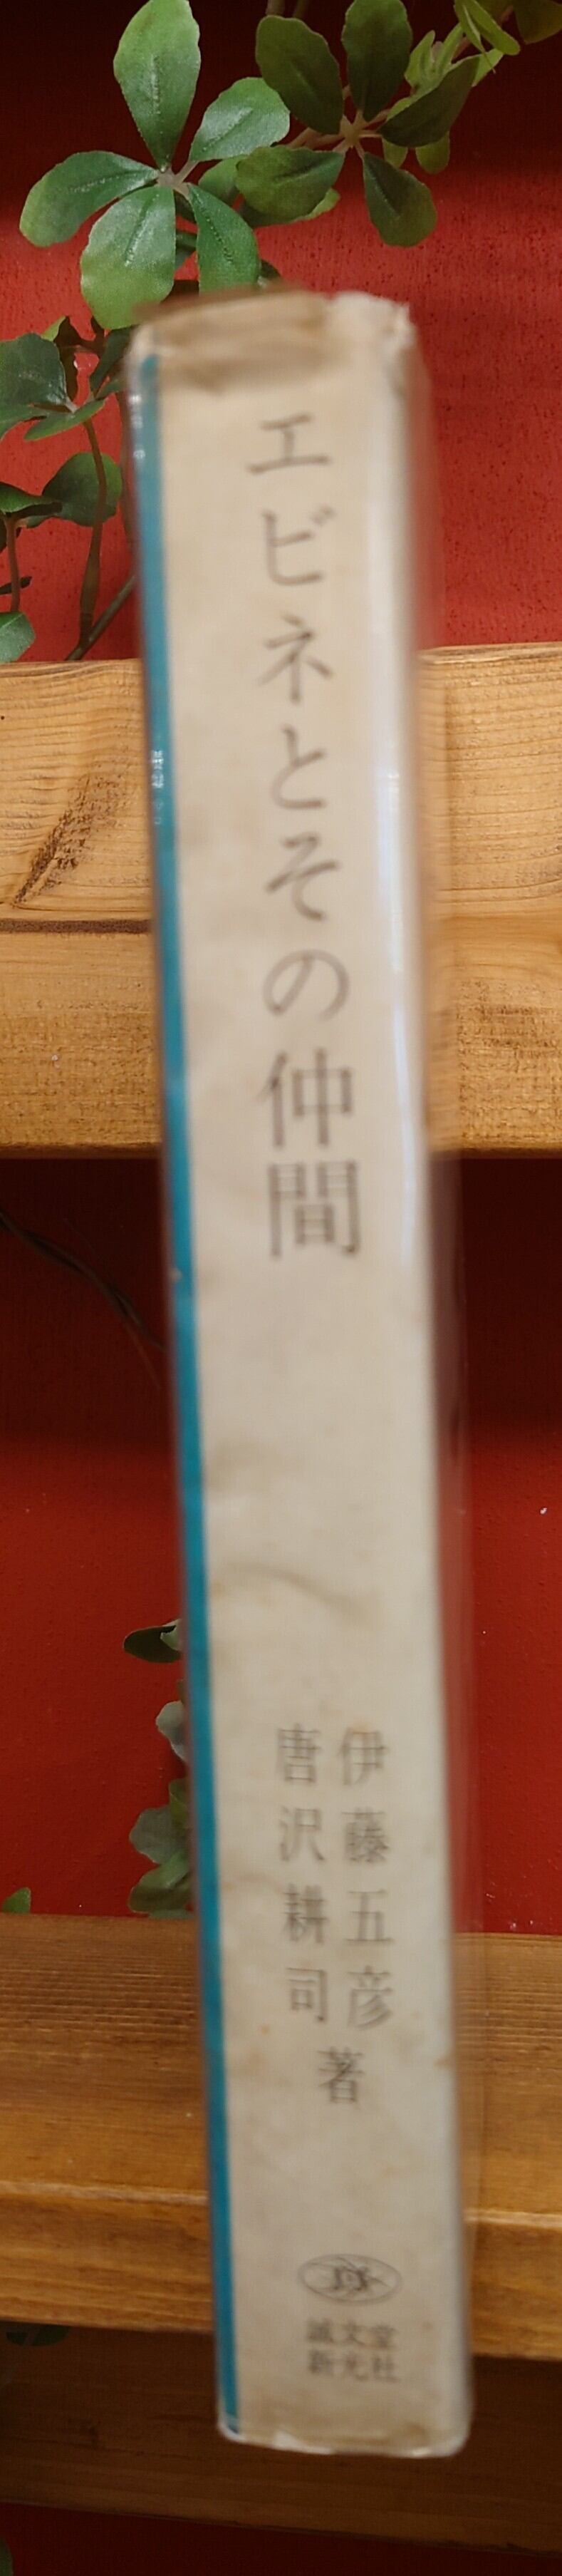 エビネとその仲間
伊藤五彦
唐沢耕司
著
誠文堂
新光社